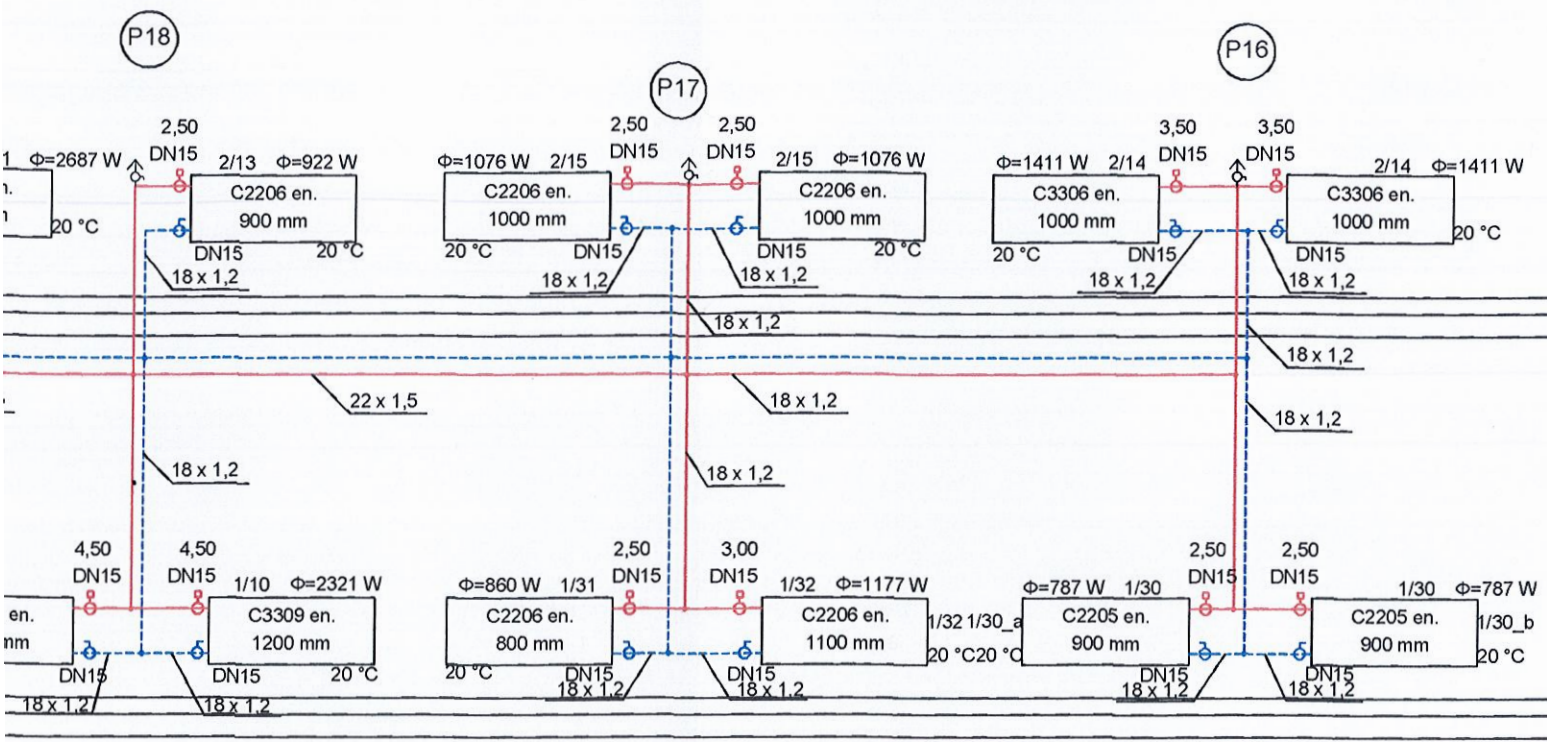 P18
P17
P16
2,50
DN15
2,50
DN15
2,50
DN15
3,50
DN15
3,50
DN15
1 Φ=2687 W
2/13 Φ=922 W
Φ=1076 W 2/15
2/15 Φ=1076 W
Φ=1411 W 2/14
2/14 Φ=1411 W
C2206 en.
900 mm
C2206 en.
1000 mm
C2206 en.
1000 mm
C3306 en.
1000 mm
C3306 en.
1000 mm
20 °C
DN15
20 °C
20 °C
DN15
DN15
20 °C
20 °C
DN15
DN15
20 °C
18 x 1,2
18 x 1,2
18 x 1,2
18 x 1,2
18 x 1,2
18 x 1,2
18 x 1,2
22 x 1,5
18 x 1,2
18 x 1,2
18 x 1,2
18 x 1,2
4,50
DN15
4,50
DN15
2,50
DN15
3,00
DN15
2,50
DN15
2,50
DN15
1/10 Φ=2321 W
Φ=860 W 1/31
1/32 Φ=1177 W
Φ=787 W 1/30
1/30 Φ=787 W
en.
mm
C3309 en.
1200 mm
C2206 en.
800 mm
C2206 en.
1100 mm
1/32 1/30_a
C2205 en.
900 mm
C2205 en.
900 mm
1/30_b
DN15
DN15
20 °C
20 °C
DN15
DN15
20 °C
20 °C
DN15
DN15
20 °C
18 x 1,2
18 x 1,2
18 x 1,2
18 x 1,2
18 x 1,2
18 x 1,2